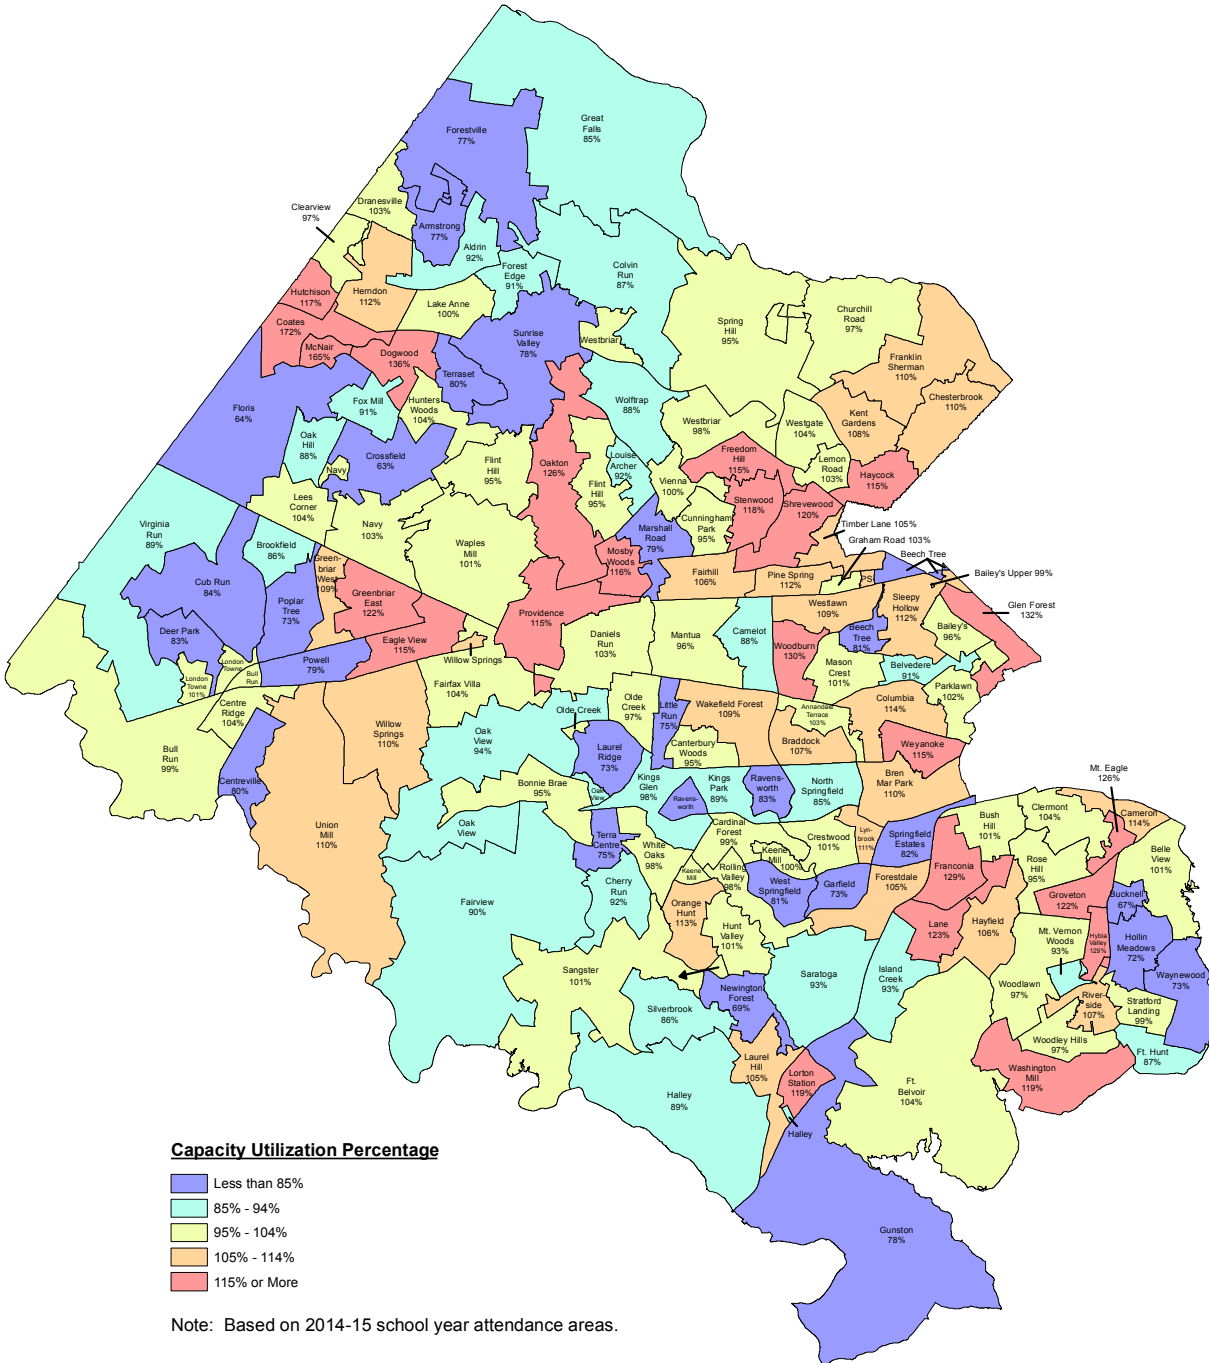 Great
Falls
85%
Forestville
77%
Clearview
97%
Dranesville
103%
Armstrong
77%
Aldrin
92%
Forest
Edge
91%
Colvin
Run
87%
Hutchison
117%
Herndon
112%
Lake Anne
100%
Spring
Hill
95%
Churchill
Road
97%
Coates
172%
McNair
165%
Dogwood
136%
Sunrise
Valley
78%
Westbriar
Terraset
80%
Franklin
Sherman
110%
Chesterbrook
110%
Floris
64%
Fox Mill
91%
Hunters
Woods
104%
Wolftrap
88%
Westbriar
98%
Westgate
104%
Kent
Gardens
108%
Oak
Hill
88%
Crossfield
63%
Navy
Flint
Hill
95%
Oakton
126%
Flint
Hill
95%
Louise
Archer
92%
Vienna
100%
Freedom
Hill
115%
Lemon
Road
103%
Haycock
115%
Lees
Corner
104%
Navy
103%
Stenwood
118%
Shrevewood
120%
Cunningham
Park
95%
Virginia
Run
89%
Brookfield
86%
Waples
Mill
101%
Marshall
Road
79%
Mosby
Woods
116%
Timber Lane 105%
Graham Road 103%
Beech Tree
Bailey's Upper 99%
Glen Forest
132%
Cub Run
84%
Green-
briar
West
109%
Fairhill
106%
Pine Spring
112%
PS
Sleepy
Hollow
112%
Poplar
Tree
73%
Greenbriar
East
122%
Providence
115%
Westlawn
109%
Bailey's
96%
Deer Park
83%
Eagle View
115%
Daniels
Run
103%
Mantua
96%
Camelot
88%
Woodburn
130%
Beech
Tree
81%
London
Towne
London
Towne
101%
Bull
Run
Powell
79%
Willow Springs
Mason
Crest
101%
Belvedere
91%
Parklawn
102%
Fairfax Villa
104%
Centre
Ridge
104%
Willow
Springs
110%
Olde Creek
Olde
Creek
97%
Little
Run
75%
Wakefield Forest
109%
Annandale
Terrace
103%
Columbia
114%
Bull
Run
99%
Oak
View
94%
Laurel
Ridge
73%
Canterbury
Woods
95%
Braddock
107%
Weyanoke
115%
Centreville
80%
Bonnie Brae
95%
Oak
View
Kings
Glen
98%
Ravens-
worth
Kings
Park
89%
Ravens-
worth
83%
North
Springfield
85%
Bren
Mar Park
110%
Mt. Eagle
126%
Union
Mill
110%
Oak
View
Terra
Centre
75%
White
Oaks
98%
Cardinal
Forest
99%
Keene
Mill
100%
Crestwood
101%
Lyn-
brook
111%
Springfield
Estates
82%
Bush
Hill
101%
Clermont
104%
Cameron
114%
Belle
View
101%
Keene
Mill
Rolling
Valley
98%
West
Springfield
81%
Garfield
73%
Forestdale
105%
Franconia
129%
Rose
Hill
95%
Fairview
90%
Cherry
Run
92%
Orange
Hunt
113%
Hunt
Valley
101%
Lane
123%
Hayfield
106%
Groveton
122%
Bucknell
67%
Mt. Vernon
Woods
93%
Hybla
Valley
129%
Hollin
Meadows
72%
Waynewood
73%
Sangster
101%
Saratoga
93%
Island
Creek
93%
Woodlawn
97%
River-
side
107%
Stratford
Landing
99%
Silverbrook
86%
Newington
Forest
69%
Woodley Hills
97%
Ft. Hunt
87%
Laurel
Hill
105%
Lorton
Station
119%
Washington
Mill
119%
Halley
89%
Halley
Ft.
Belvoir
104%
Gunston
78%
Capacity Utilization Percentage
Less than 85%
85% - 94%
95% - 104%
105% - 114%
115% or More
Note:  Based on 2014-15 school year attendance areas.